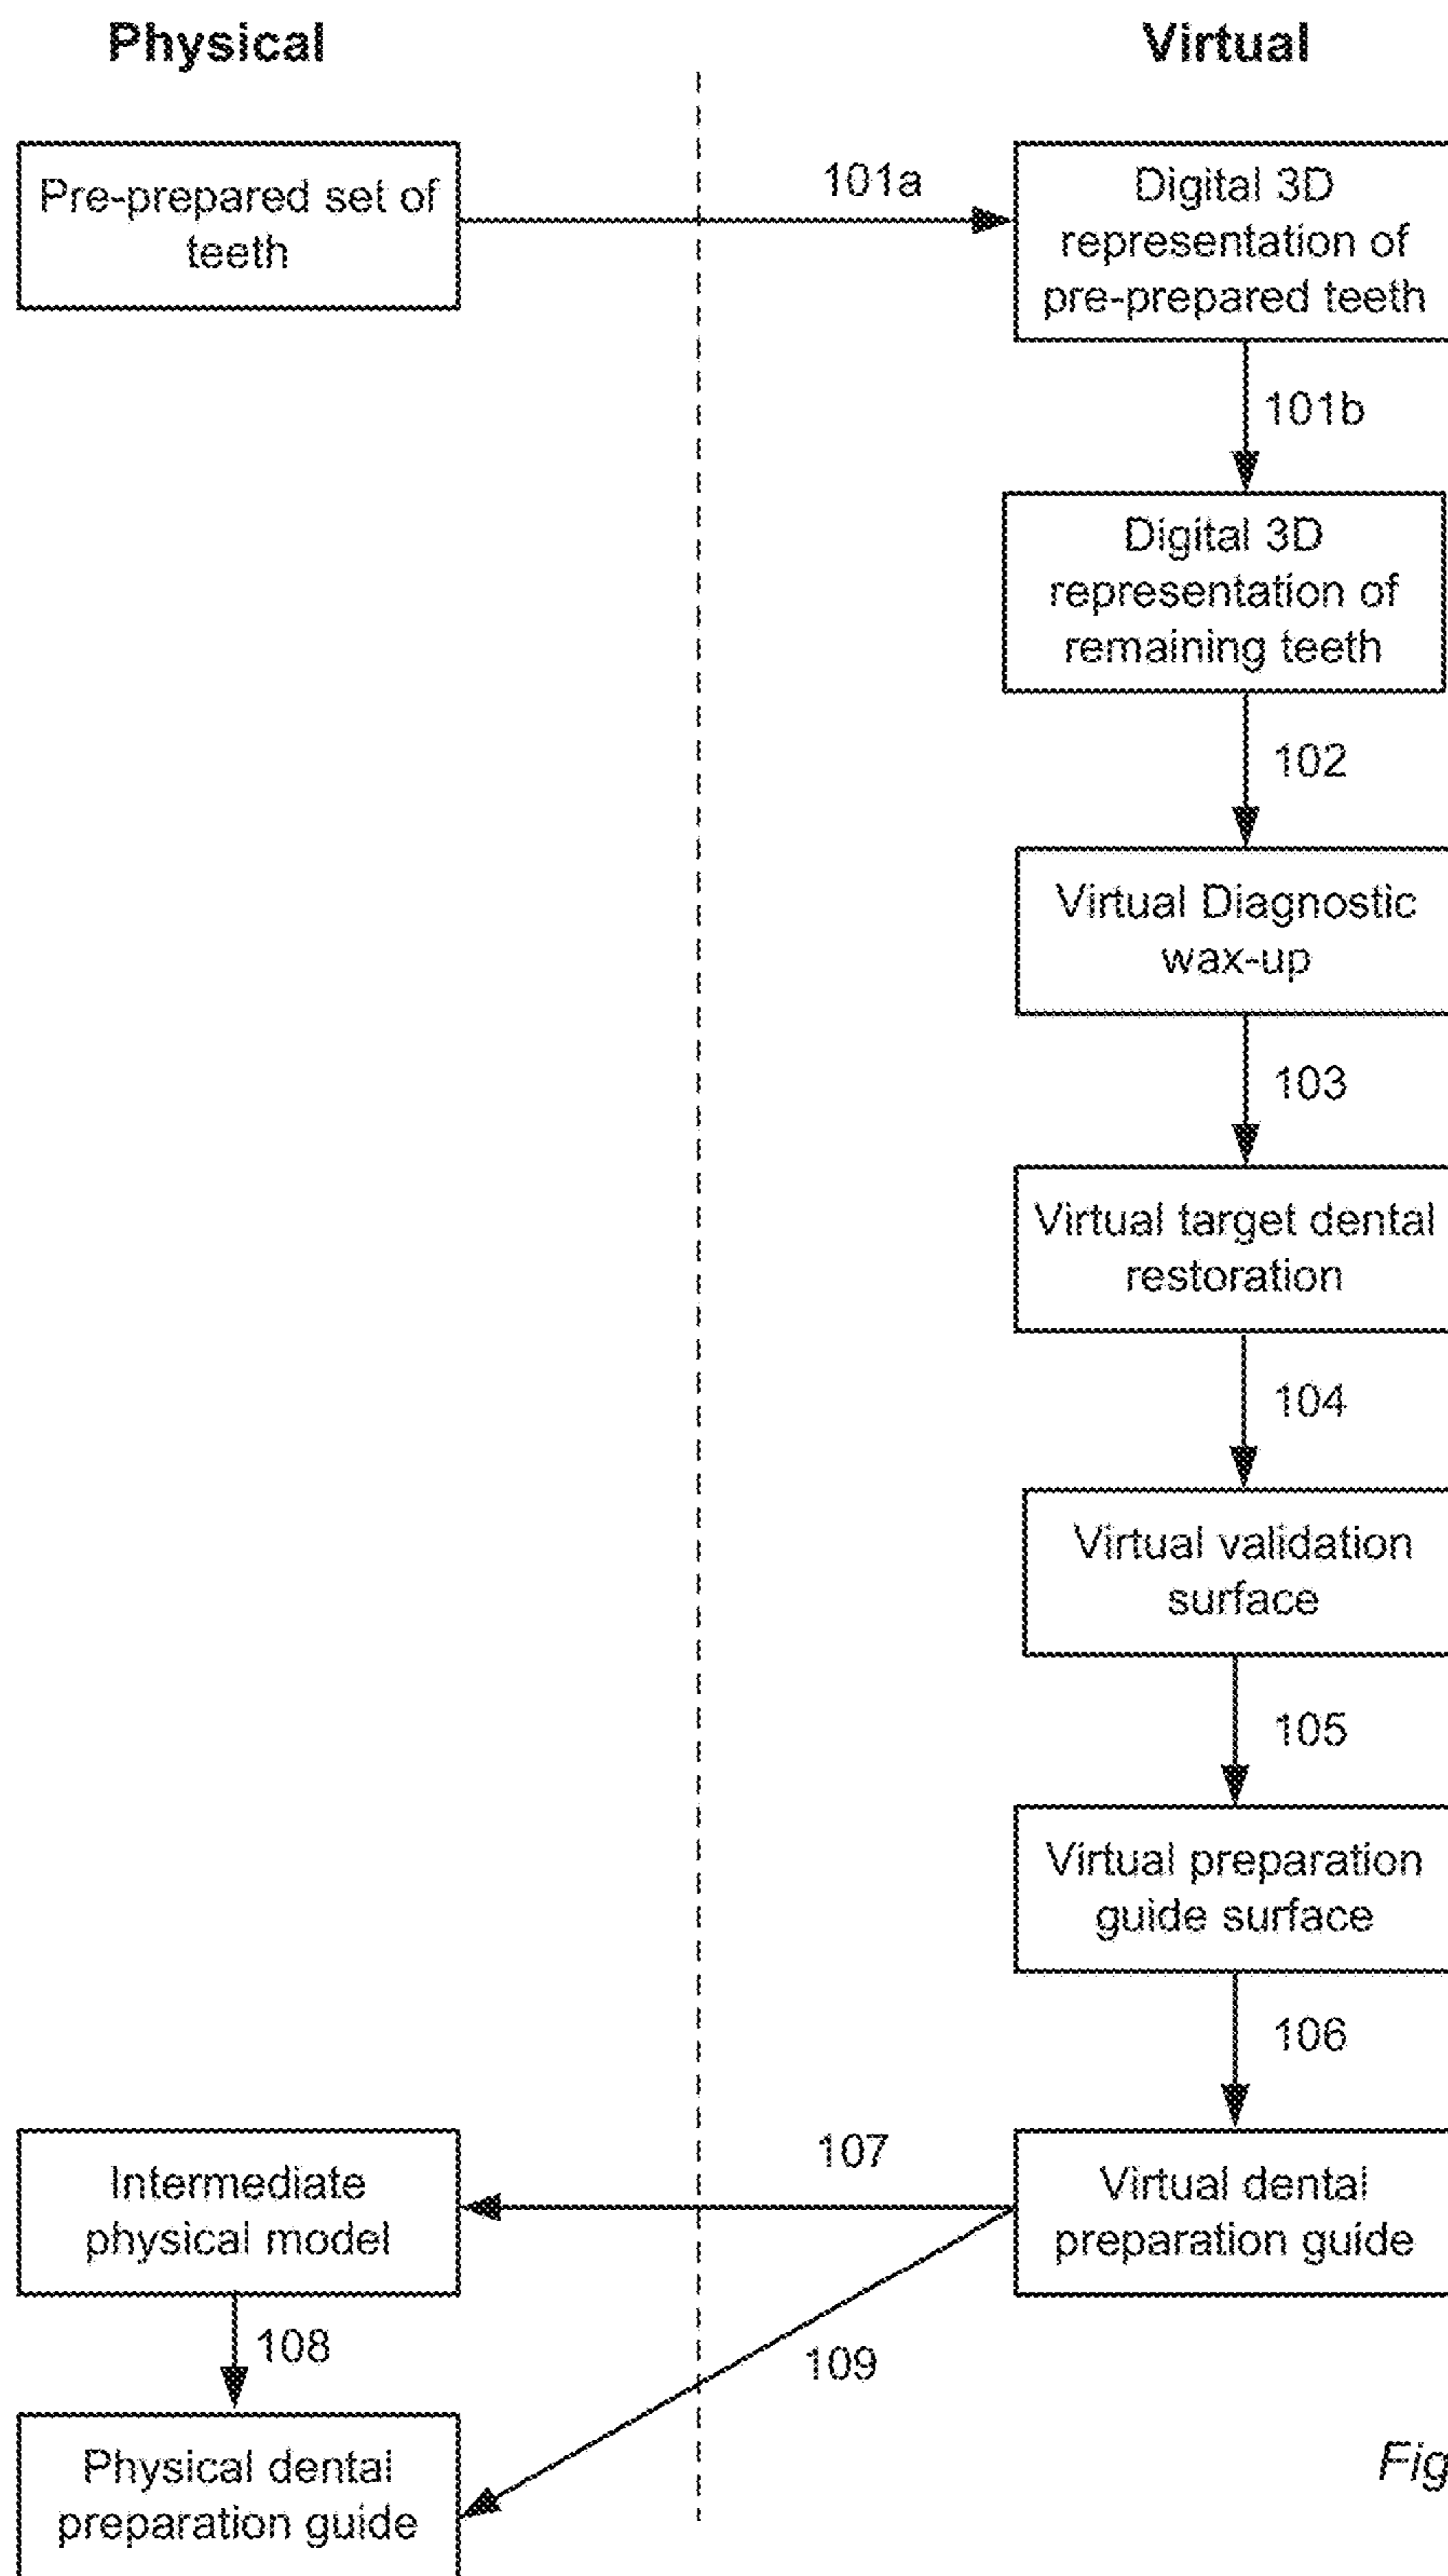 Physical
Virtual
Pre-prepared set of
teeth
101a
Digital 3D
representation of
pre-prepared teeth
101b
Digital 3D
representation of
remaining teeth
102
Virtual Diagnostic
wax-up
103
Virtual target dental
restoration
104
Virtual validation
surface
105
Virtual preparation
guide surface
106
Virtual dental
preparation guide
107
Intermediate
physical model
108
109
Physical dental
preparation guide
Fig